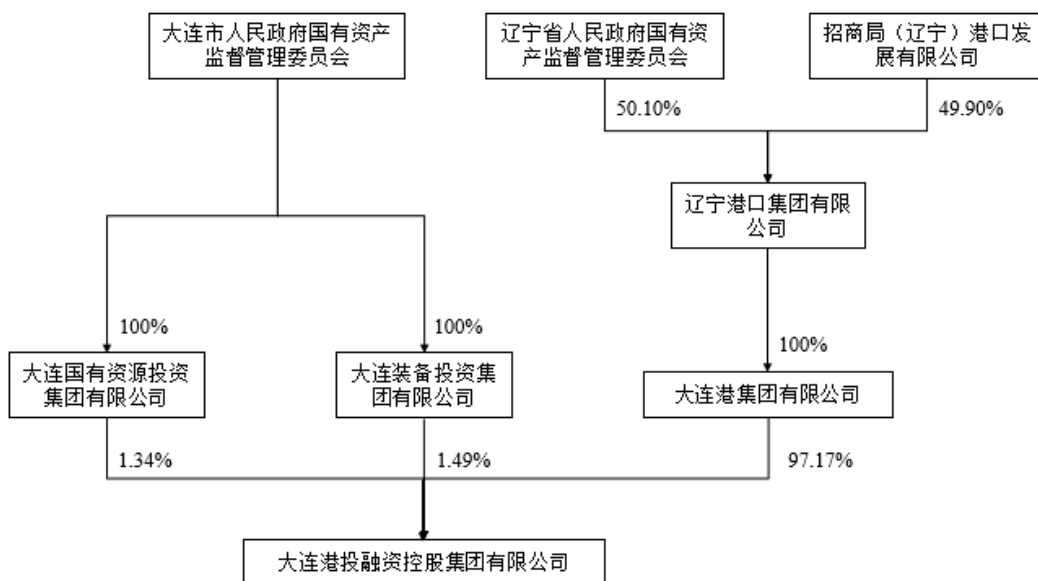 大连市人民政府国有资产
监督管理委员会
辽宁省人民政府国有资
产监督管理委员会
招商局（辽宁）港口发
展有限公司
50.10%
49.90%
辽宁港口集团有限
公司
100%
100%
100%
大连国有资源投资
集团有限公司
大连装备投资集
团有限公司
大连港集团有限公司
1.34%
1.49%
97.17%
大连港投融资控股集团有限公司